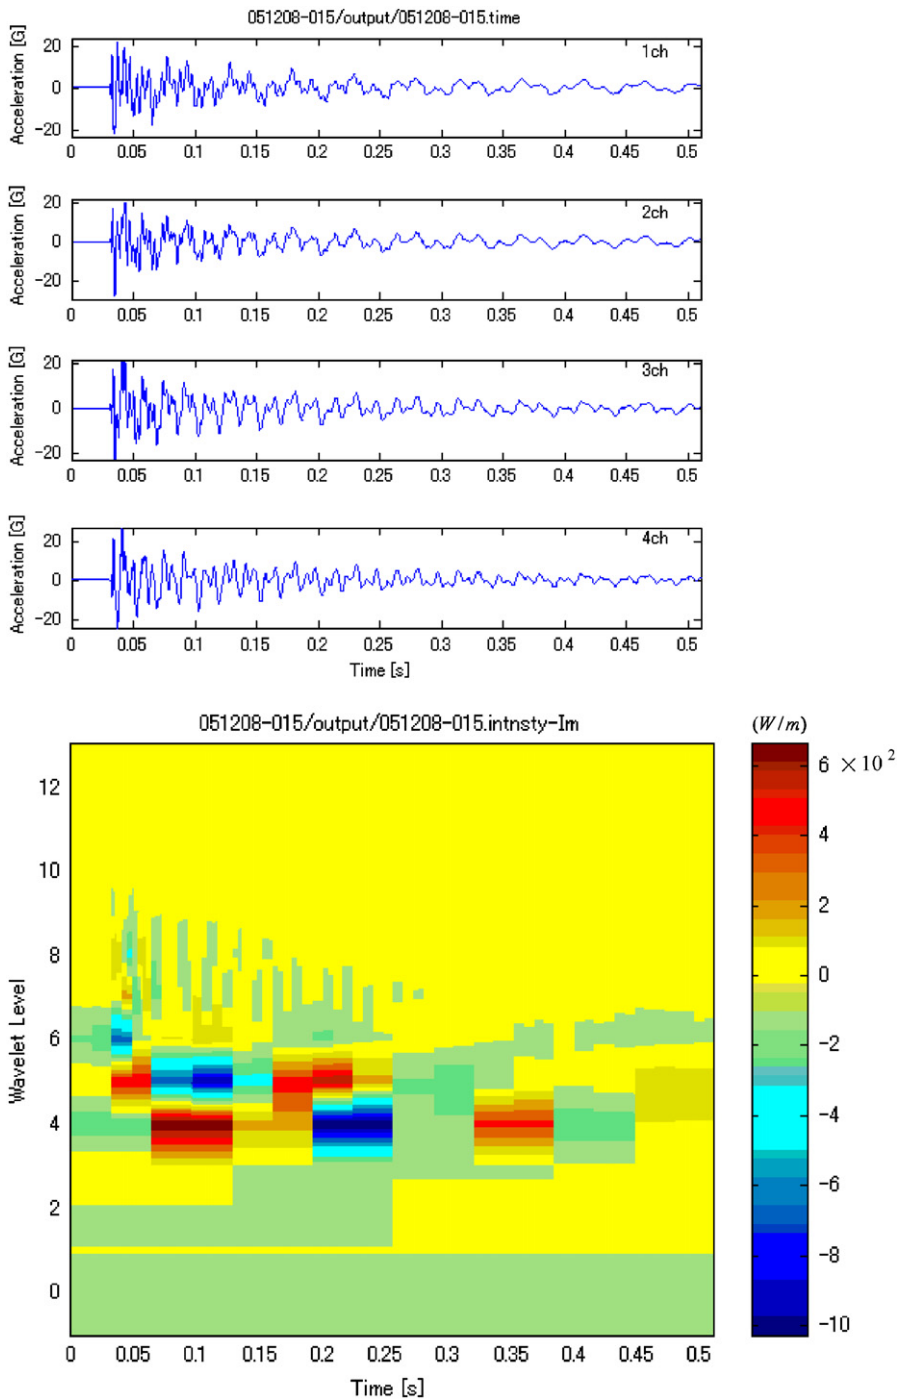 051208-015/output/051208-015.time
Acceleration [G]
20
0
-20
1ch
0 0.05 0.1 0.15 0.2 0.25 0.3 0.35 0.4 0.45 0.5
Acceleration [G]
20
0
-20
2ch
0 0.05 0.1 0.15 0.2 0.25 0.3 0.35 0.4 0.45 0.5
Acceleration [G]
20
0
-20
3ch
0 0.05 0.1 0.15 0.2 0.25 0.3 0.35 0.4 0.45 0.5
Acceleration [G]
20
0
-20
4ch
0 0.05 0.1 0.15 0.2 0.25 0.3 0.35 0.4 0.45 0.5
Time [s]
051208-015/output/051208-015.intnsty-Im
(W/m)
Wavelet Level
12
10
8
6
4
2
0
0 0.05 0.1 0.15 0.2 0.25 0.3 0.35 0.4 0.45 0.5
Time [s]
6 ×10²
4
2
0
-2
-4
-6
-8
-10